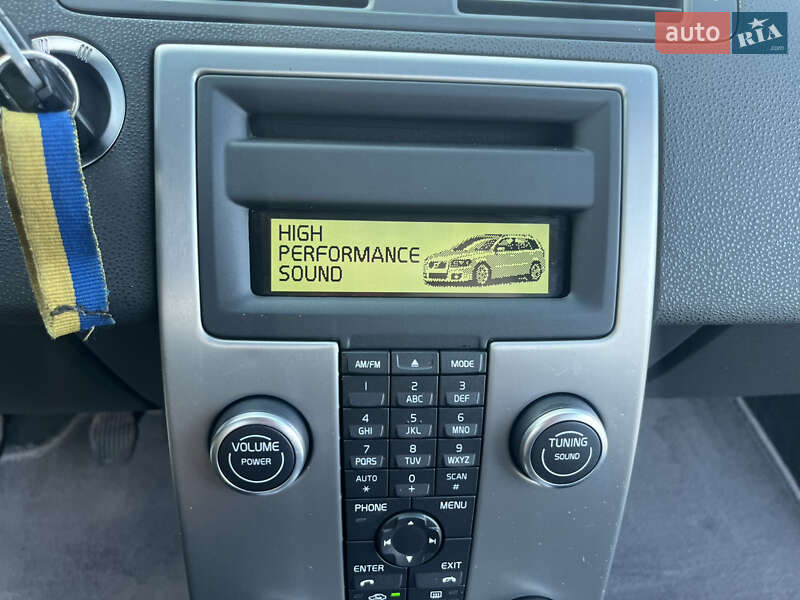 auto RIA
.com
HIGH
PERFORMANCE
SOUND
AM/FM MODE
1 2 ABC 3 DEF
4 GHI 5 JKL 6 MNO
7 PQRS 8 TUV 9 WXYZ
AUTO * 0 + SCAN #
VOLUME
POWER
TUNING
SOUND
PHONE MENU
ENTER EXIT